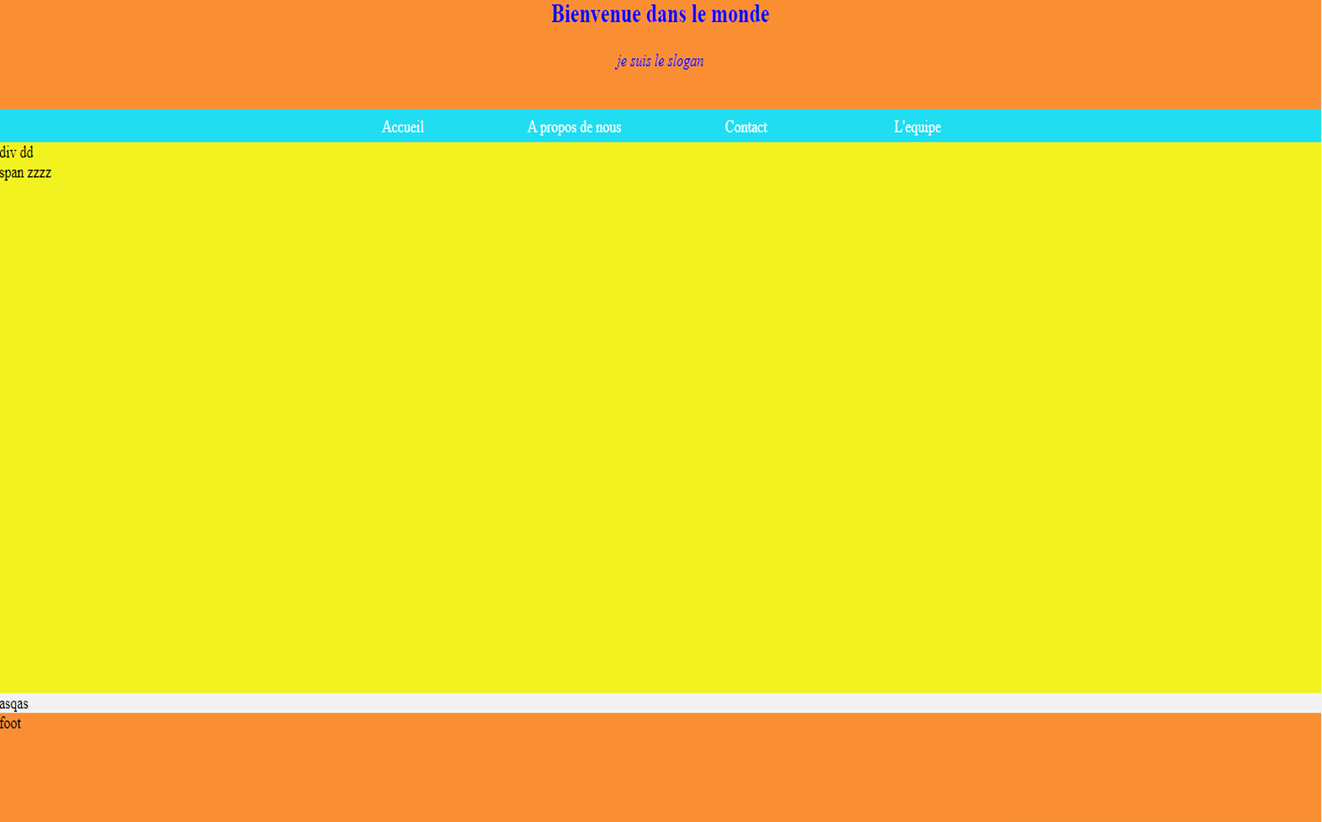 Bienvenue dans le monde
je suis le slogan
Accueil A propos de nous Contact L'equipe
div dd
span zzzz
asqas
foot